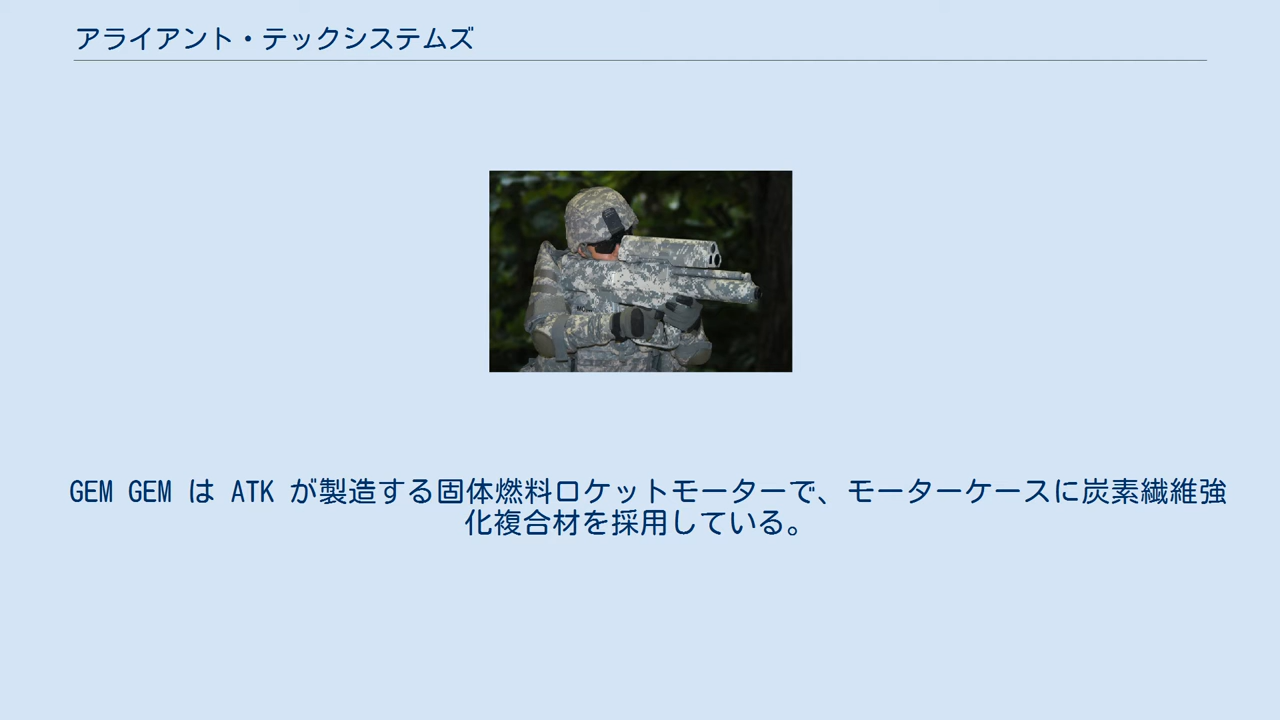 アライアント・テックシステムズ
GEM GEM は ATK が製造する固体燃料ロケットモーターで、モーターケースに炭素繊維強
化複合材を採用している。